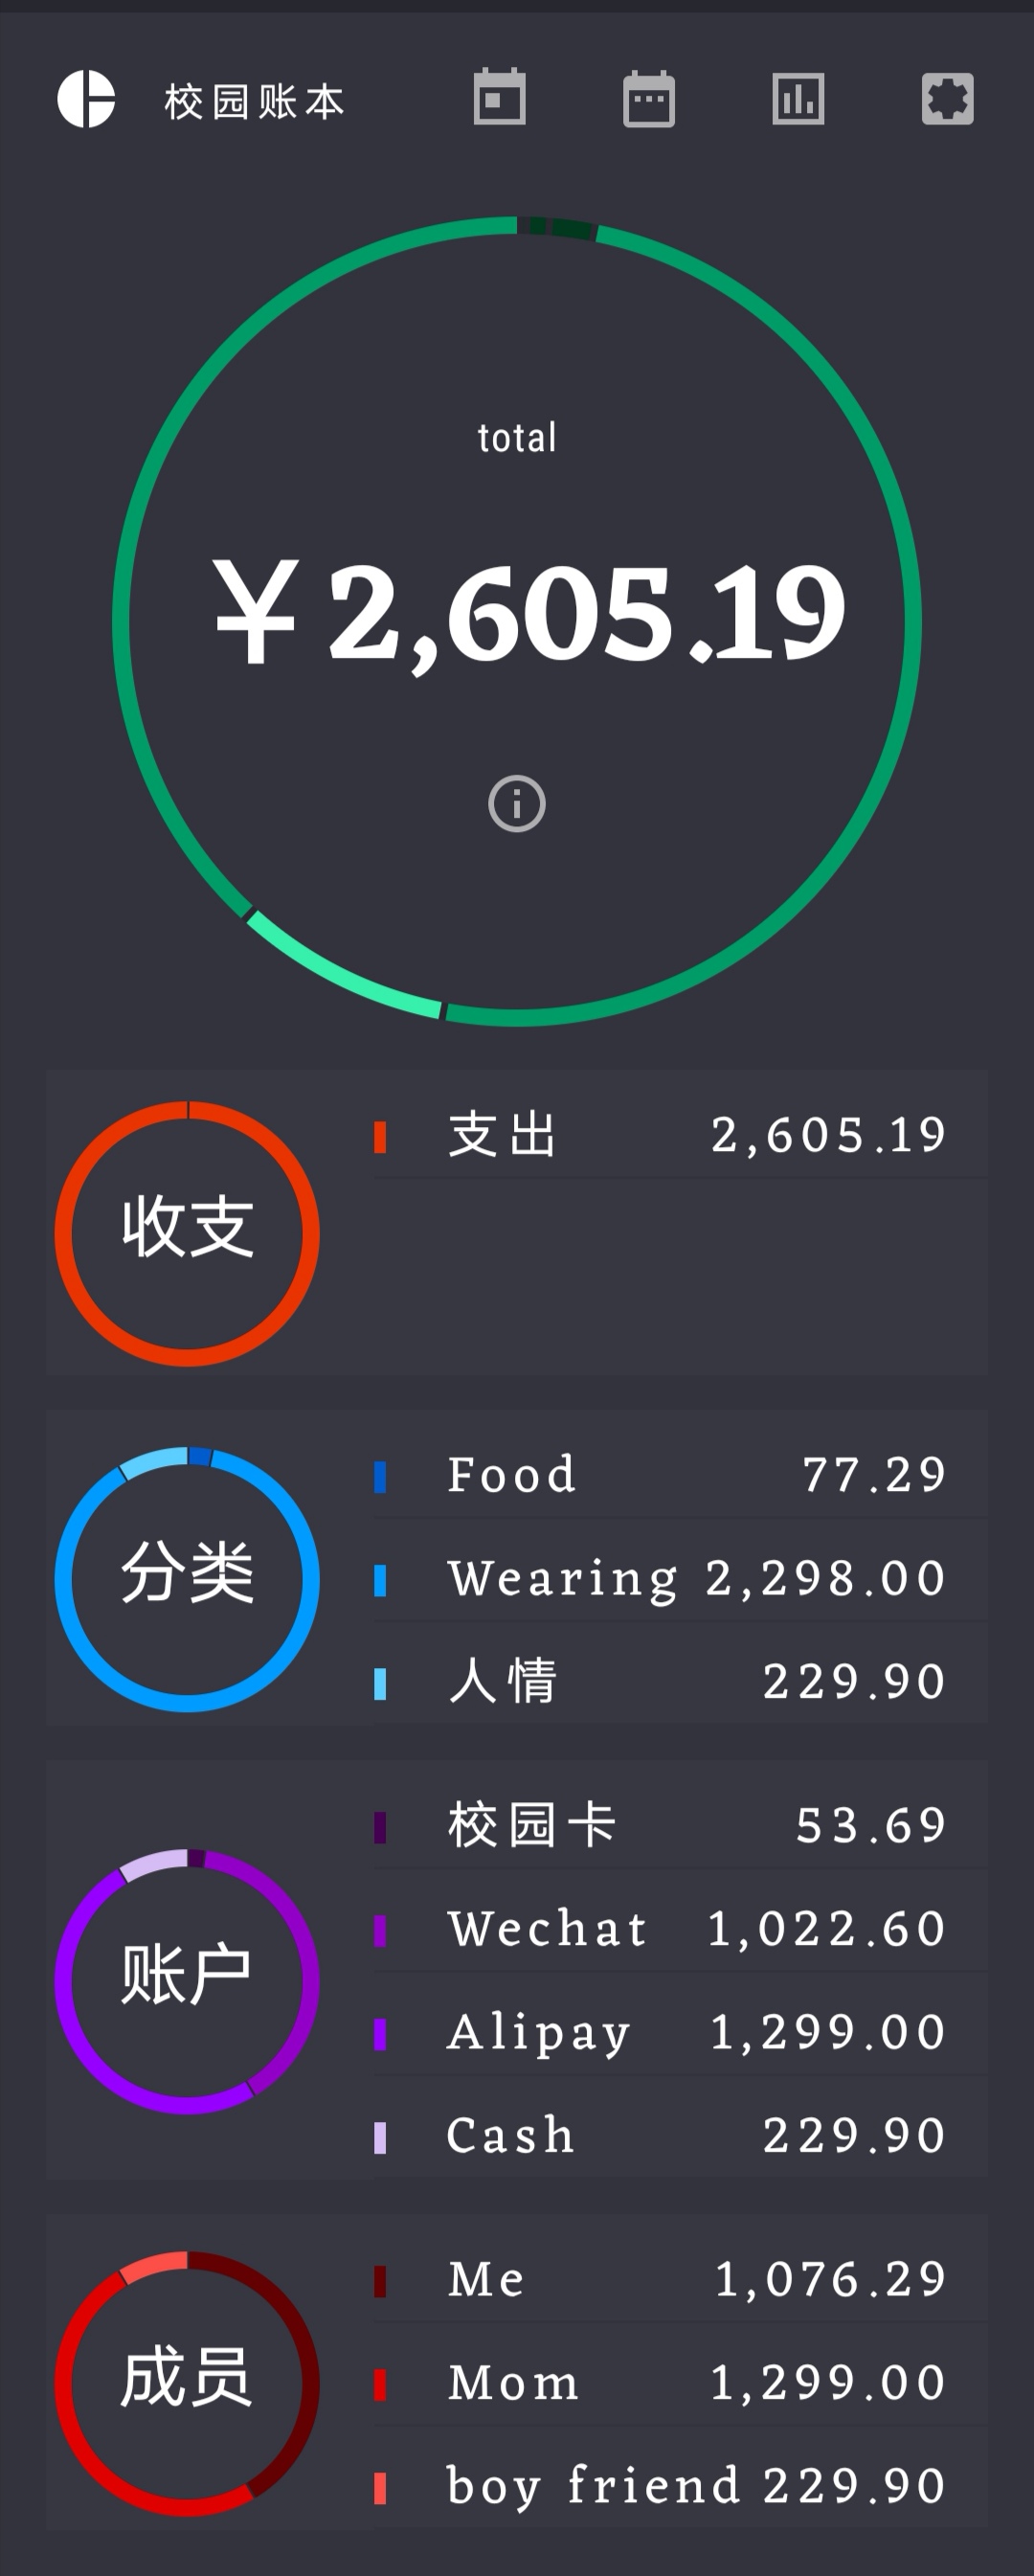 校园账本
total
¥2,605.19
收支
支出 2,605.19
分类
Food 77.29
Wearing 2,298.00
人情 229.90
账户
校园卡 53.69
Wechat 1,022.60
Alipay 1,299.00
Cash 229.90
成员
Me 1,076.29
Mom 1,299.00
boy friend 229.90